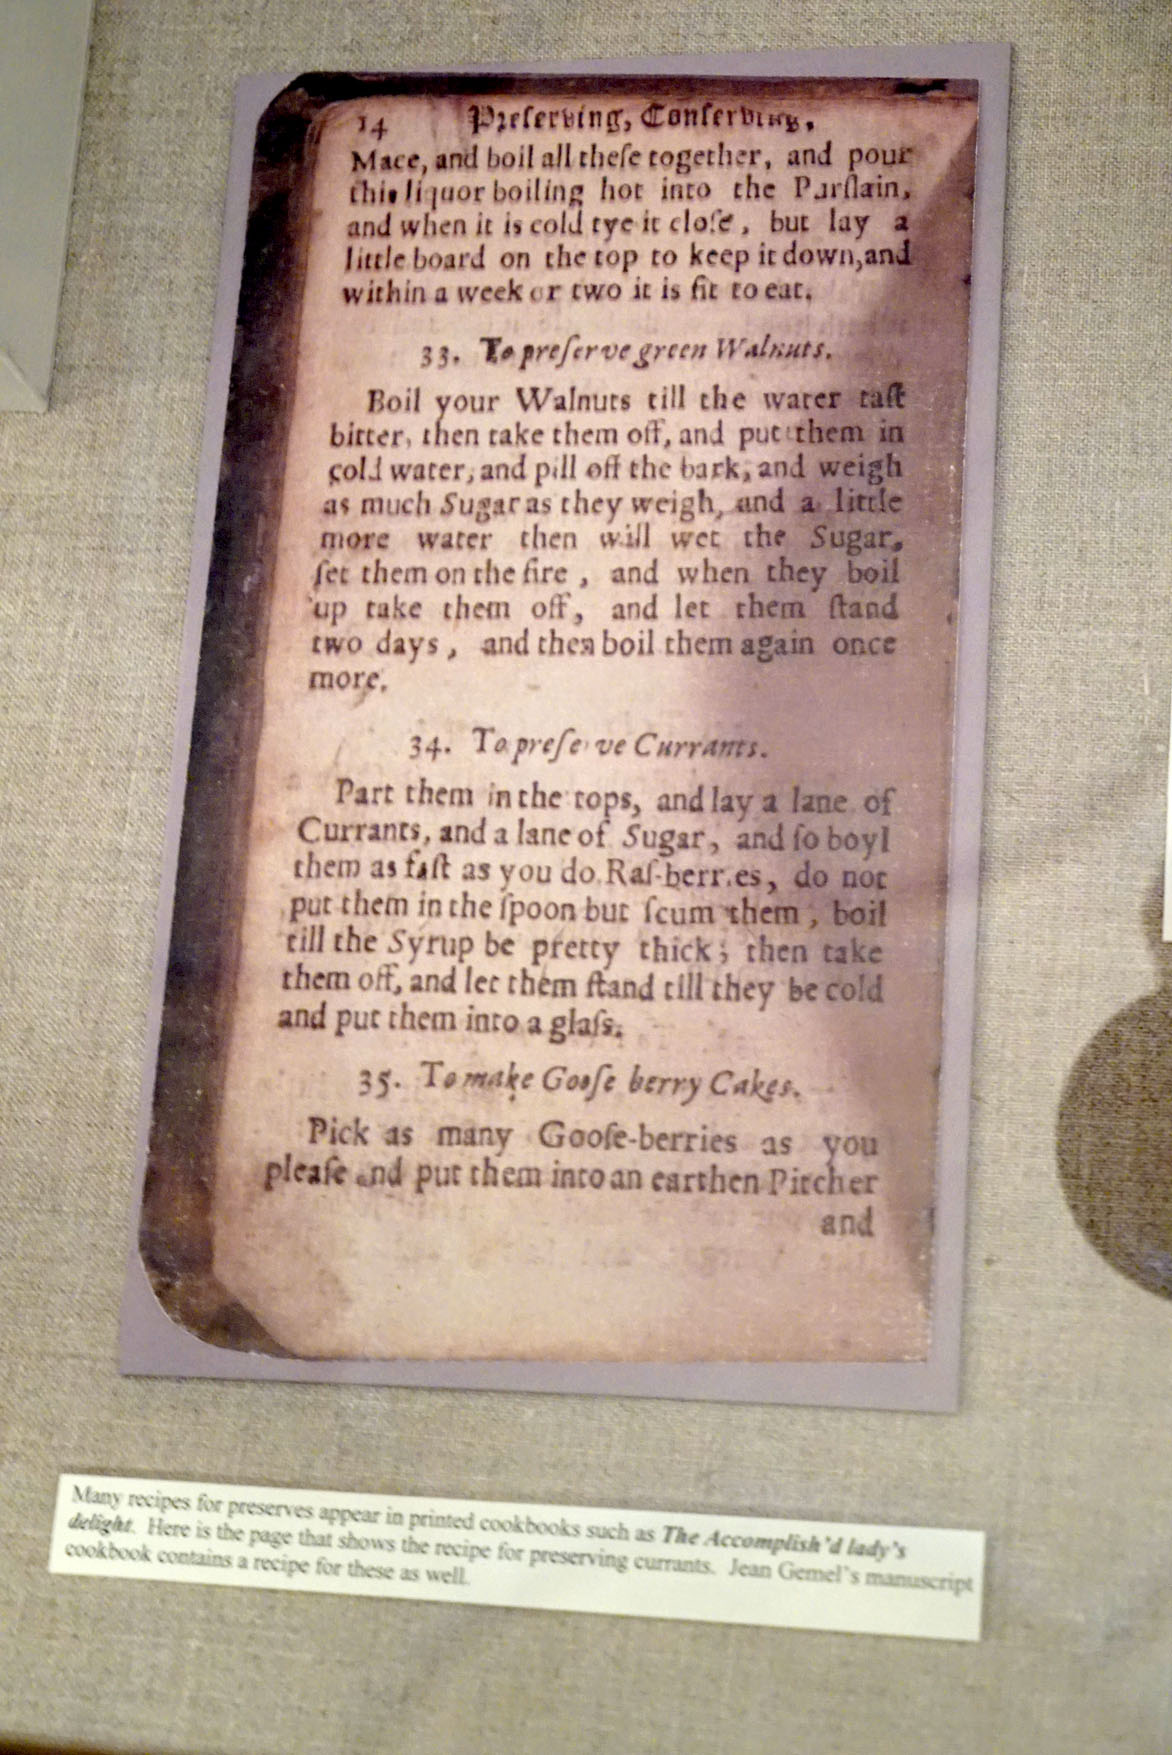 14 Preſerving, Conſerving,
Mace, and boil all theſe together, and pour
this liquor boiling hot into the Purſlain,
and when it is cold tye it cloſe, but lay a
little board on the top to keep it down, and
within a week or two it is fit to eat.
33. To preſerve green Walnuts.
Boil your Walnuts till the water taſt
bitter, then take them off, and put them in
cold water, and pill off the bark, and weigh
as much Sugar as they weigh, and a little
more water then will wet the Sugar,
ſet them on the fire, and when they boil
up take them off, and let them ſtand
two days, and then boil them again once
more.
34. To preſerve Currants.
Part them in the tops, and lay a lane of
Currants, and a lane of Sugar, and ſo boyl
them as faſt as you do Raſ-berries, do not
put them in the ſpoon but ſcum them, boil
till the Syrup be pretty thick; then take
them off, and let them ſtand till they be cold
and put them into a glaſs.
35. To make Gooſe berry Cakes.
Pick as many Gooſe-berries as you
pleaſe and put them into an earthen Pitcher
and
Many recipes for preserves appear in printed cookbooks such as The Accomplish'd lady's
delight. Here is the page that shows the recipe for preserving currants. Jean Gemel's manuscript
cookbook contains a recipe for these as well.